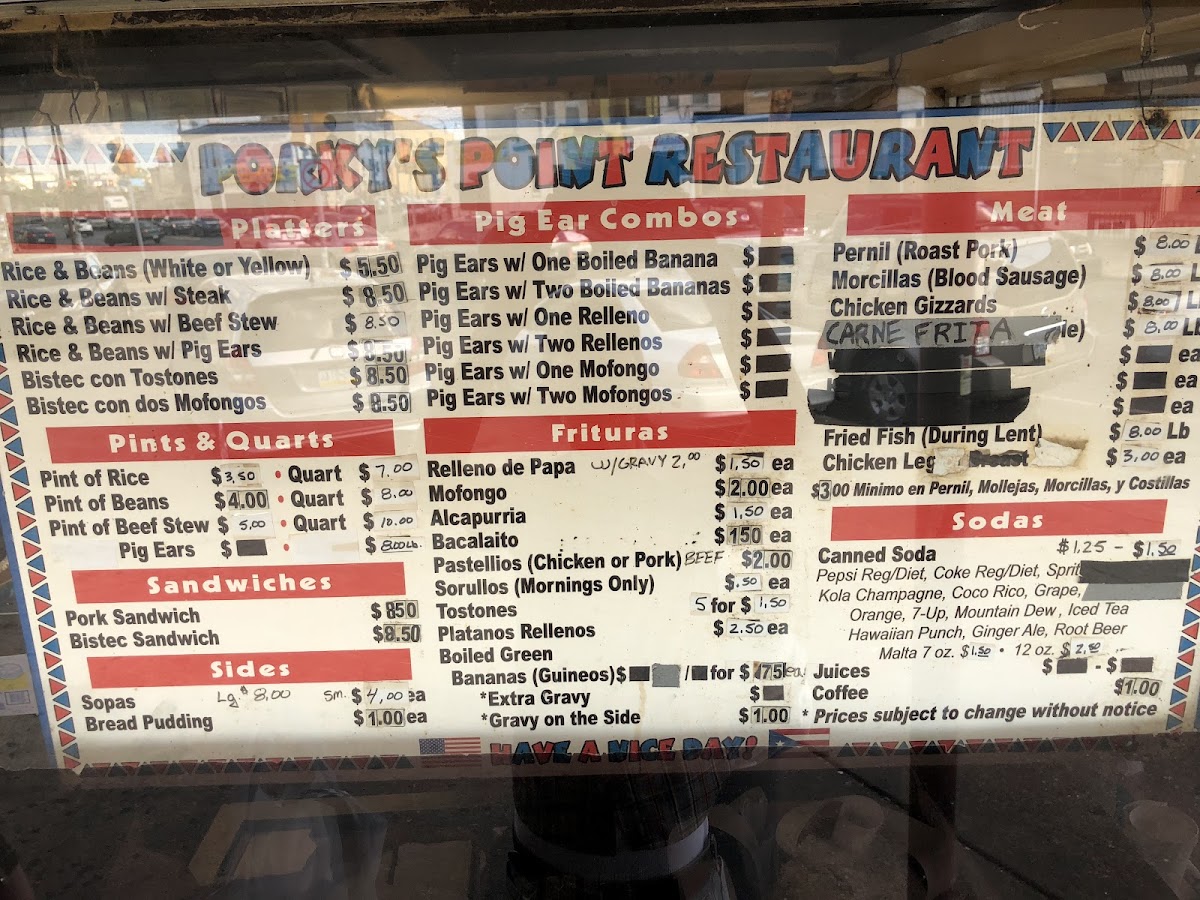 PORKY'S POINT RESTAURANT
Platters
Rice & Beans (White or Yellow) $5.50
Rice & Beans w/ Steak $8.50
Rice & Beans w/ Beef Stew $8.50
Rice & Beans w/ Pig Ears $8.50
Bistec con Tostones $8.50
Bistec con dos Mofongos $8.50
Pints & Quarts
Pint of Rice $3.50 • Quart $7.00
Pint of Beans $4.00 • Quart $8.00
Pint of Beef Stew $5.00 • Quart $10.00
Pig Ears $ • $8.00 Lb.
Sandwiches
Pork Sandwich $850
Bistec Sandwich $8.50
Sides
Sopas Lg. $8.00 Sm. $4.00 ea
Bread Pudding $1.00 ea
Pig Ear Combos
Pig Ears w/ One Boiled Banana $
Pig Ears w/ Two Boiled Bananas $
Pig Ears w/ One Relleno $
Pig Ears w/ Two Rellenos $
Pig Ears w/ One Mofongo $
Pig Ears w/ Two Mofongos $
Frituras
Relleno de Papa W/GRAVY 2.00 $1.50 ea
Mofongo $2.00 ea
Alcapurria $1.50 ea
Bacalaito $150 ea
Pastellios (Chicken or Pork) BEEF $2.00
Sorullos (Mornings Only) $.50 ea
Tostones 5 for $1.50
Platanos Rellenos $2.50 ea
Boiled Green
Bananas (Guineos) $ / for $.75 ea
*Extra Gravy $
*Gravy on the Side $1.00
Meat
Pernil (Roast Pork) $8.00
Morcillas (Blood Sausage) $8.00 L
Chicken Gizzards $8.00 Lb
CARNE FRITA ie) $8.00 Lb
$ ea
$ ea
$ ea
Fried Fish (During Lent) $8.00 Lb
Chicken Leg $3.00 ea
$300 Minimo en Pernil, Mollejas, Morcillas, y Costillas
Sodas
Canned Soda $1.25 - $1.50
Pepsi Reg/Diet, Coke Reg/Diet, Sprit
Kola Champagne, Coco Rico, Grape,
Orange, 7-Up, Mountain Dew, Iced Tea
Hawaiian Punch, Ginger Ale, Root Beer
Malta 7 oz. $1.50 • 12 oz. $
Juices $ - $
Coffee $1.00
* Prices subject to change without notice
HAVE A NICE DAY!